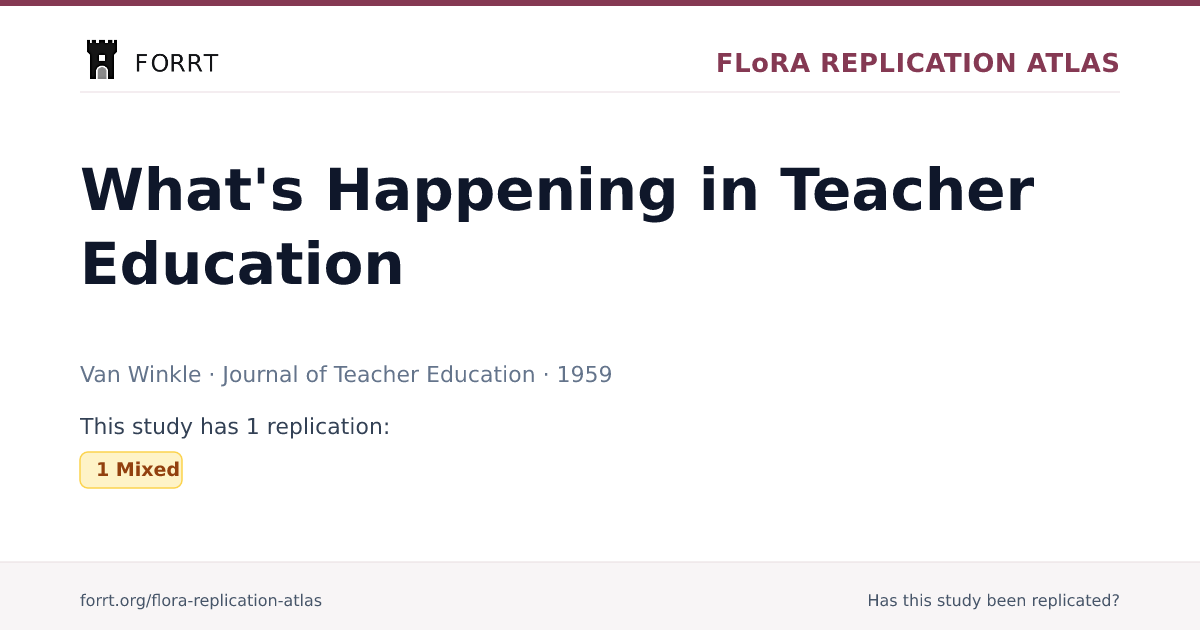 FORRT
FLoRA REPLICATION ATLAS
What's Happening in Teacher
Education
Van Winkle · Journal of Teacher Education · 1959
This study has 1 replication:
1 Mixed
forrt.org/flora-replication-atlas
Has this study been replicated?